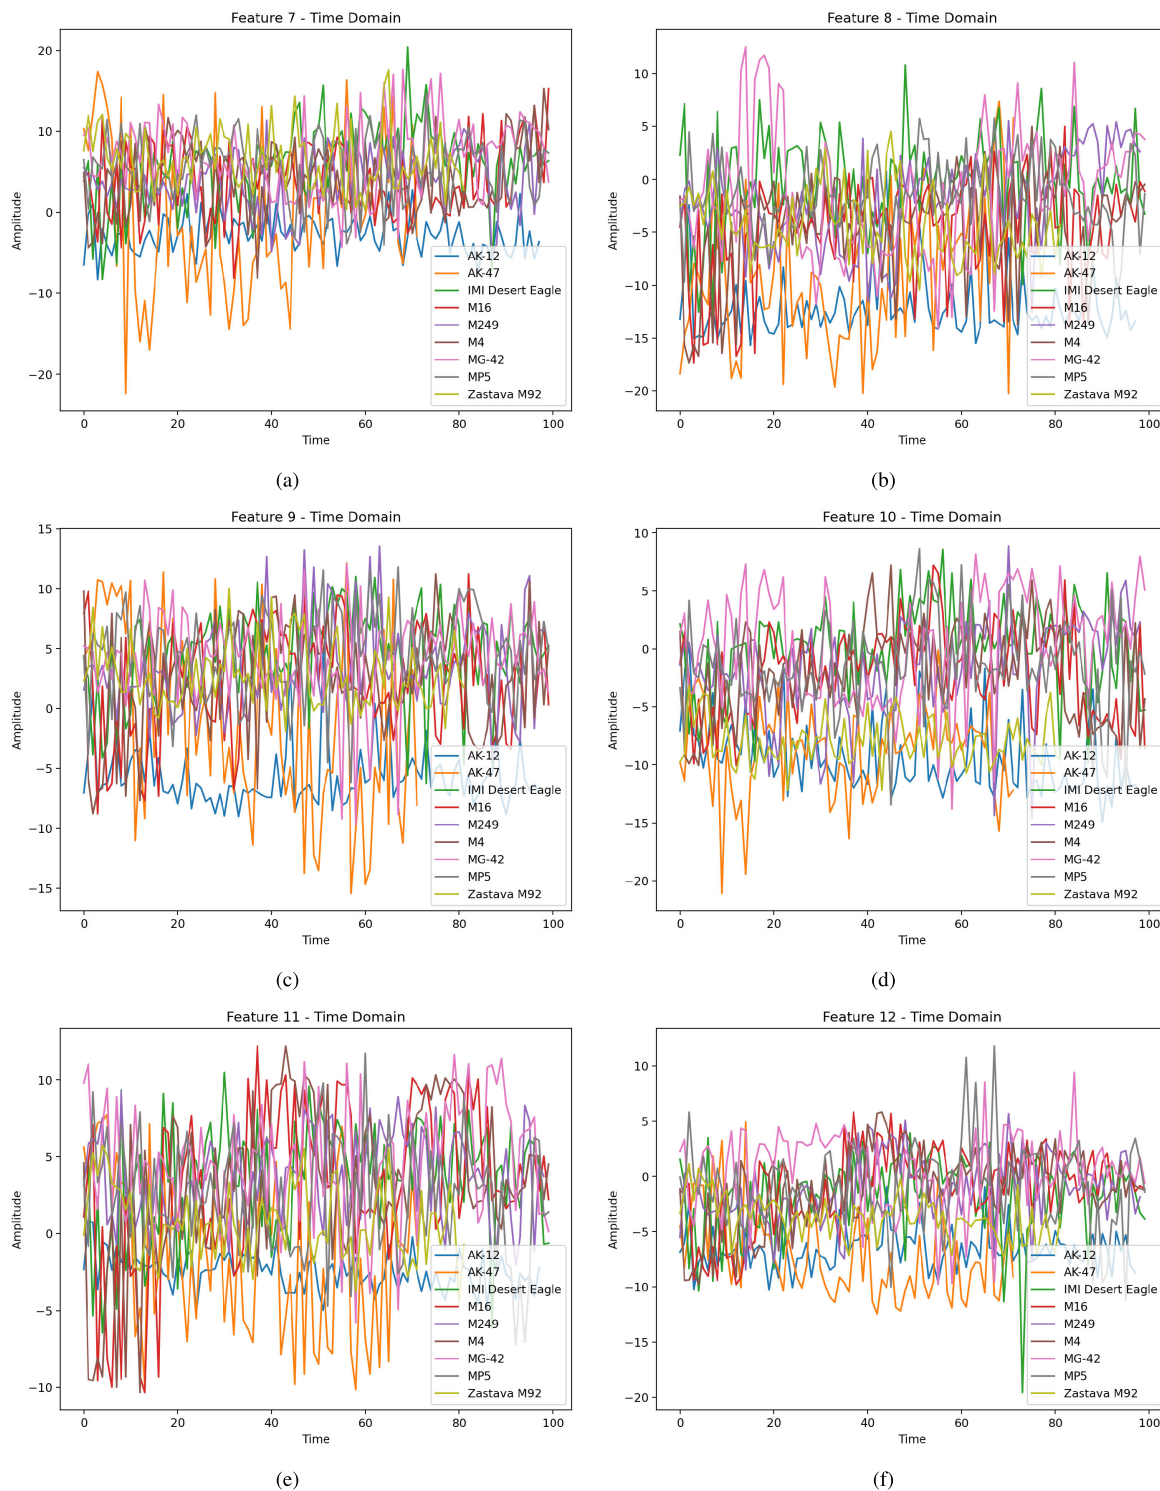 Feature 7 - Time Domain
Amplitude
20
10
0
−10
−20
0 20 40 60 80 100
Time
AK-12
AK-47
IMI Desert Eagle
M16
M249
M4
MG-42
MP5
Zastava M92
(a)
Feature 8 - Time Domain
Amplitude
10
5
0
−5
−10
−15
−20
0 20 40 60 80 100
Time
AK-12
AK-47
IMI Desert Eagle
M16
M249
M4
MG-42
MP5
Zastava M92
(b)
Feature 9 - Time Domain
Amplitude
15
10
5
0
−5
−10
−15
0 20 40 60 80 100
Time
AK-12
AK-47
IMI Desert Eagle
M16
M249
M4
MG-42
MP5
Zastava M92
(c)
Feature 10 - Time Domain
Amplitude
10
5
0
−5
−10
−15
−20
0 20 40 60 80 100
Time
AK-12
AK-47
IMI Desert Eagle
M16
M249
M4
MG-42
MP5
Zastava M92
(d)
Feature 11 - Time Domain
Amplitude
10
5
0
−5
−10
0 20 40 60 80 100
Time
AK-12
AK-47
IMI Desert Eagle
M16
M249
M4
MG-42
MP5
Zastava M92
(e)
Feature 12 - Time Domain
Amplitude
10
5
0
−5
−10
−15
−20
0 20 40 60 80 100
Time
AK-12
AK-47
IMI Desert Eagle
M16
M249
M4
MG-42
MP5
Zastava M92
(f)